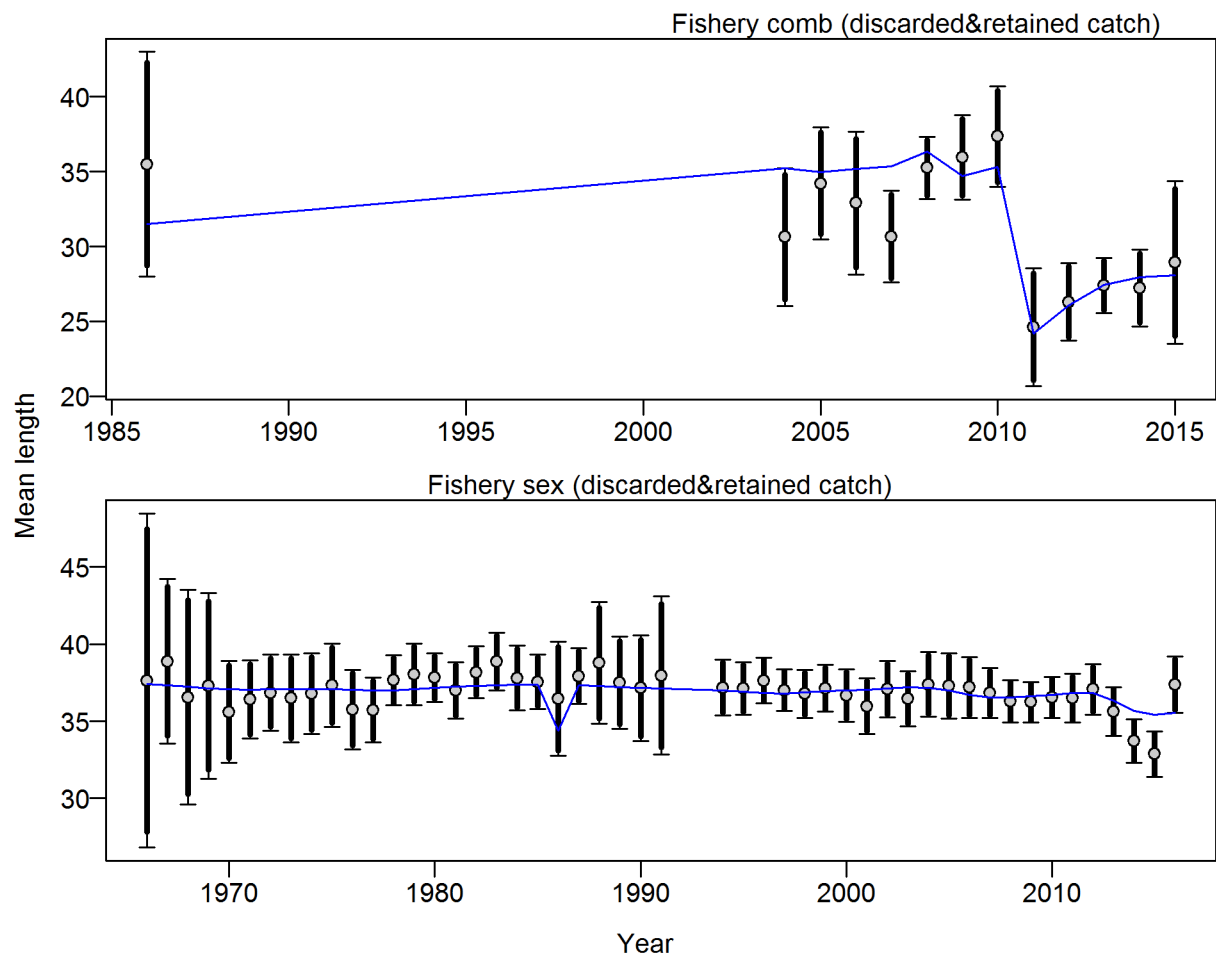 Fishery comb (discarded&retained catch)
40
35
30
25
20
1985 1990 1995 2000 2005 2010 2015
Mean length
Fishery sex (discarded&retained catch)
45
40
35
30
1970 1980 1990 2000 2010
Year